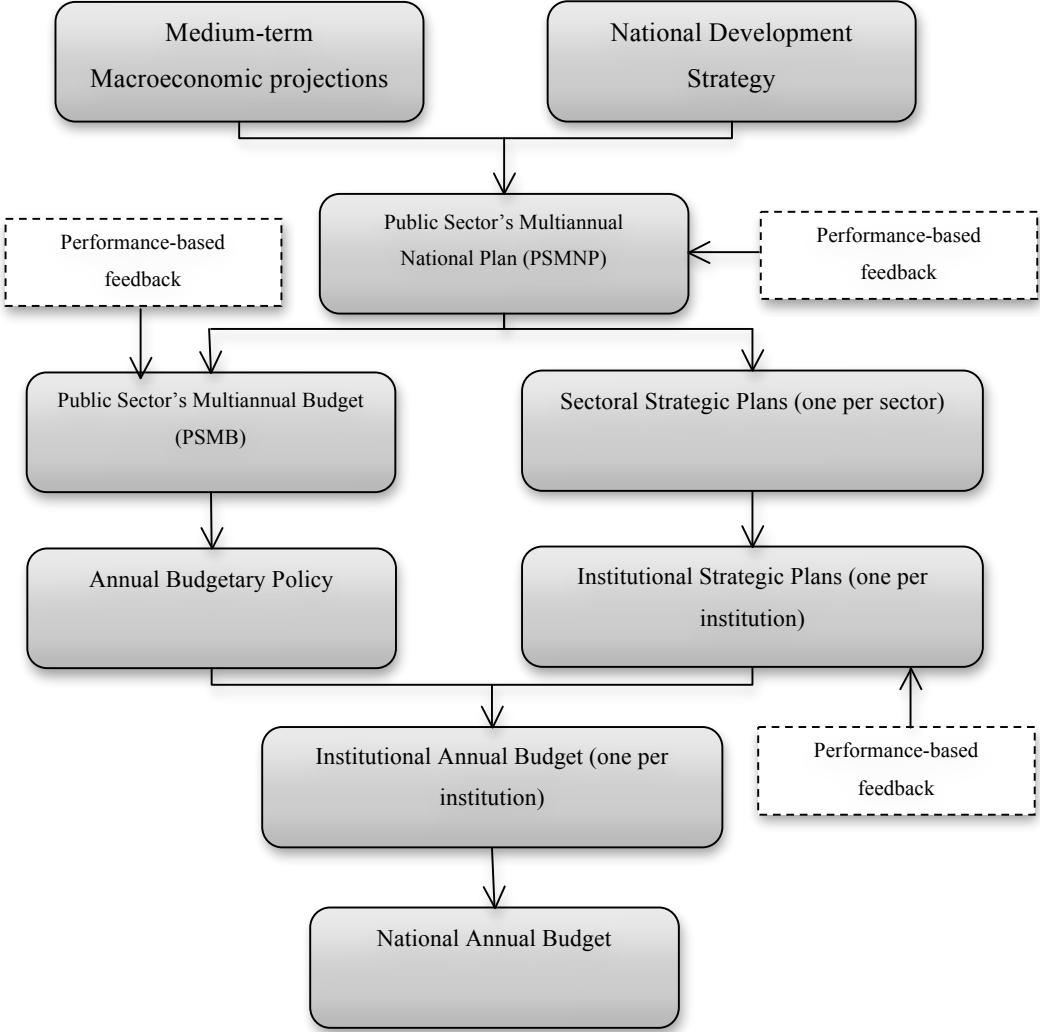 Medium-term
Macroeconomic projections
National Development
Strategy
Public Sector’s Multiannual
National Plan (PSMNP)
Performance-based
feedback
Performance-based
feedback
Public Sector’s Multiannual Budget
(PSMB)
Sectoral Strategic Plans (one per sector)
Annual Budgetary Policy
Institutional Strategic Plans (one per
institution)
Institutional Annual Budget (one per
institution)
Performance-based
feedback
National Annual Budget